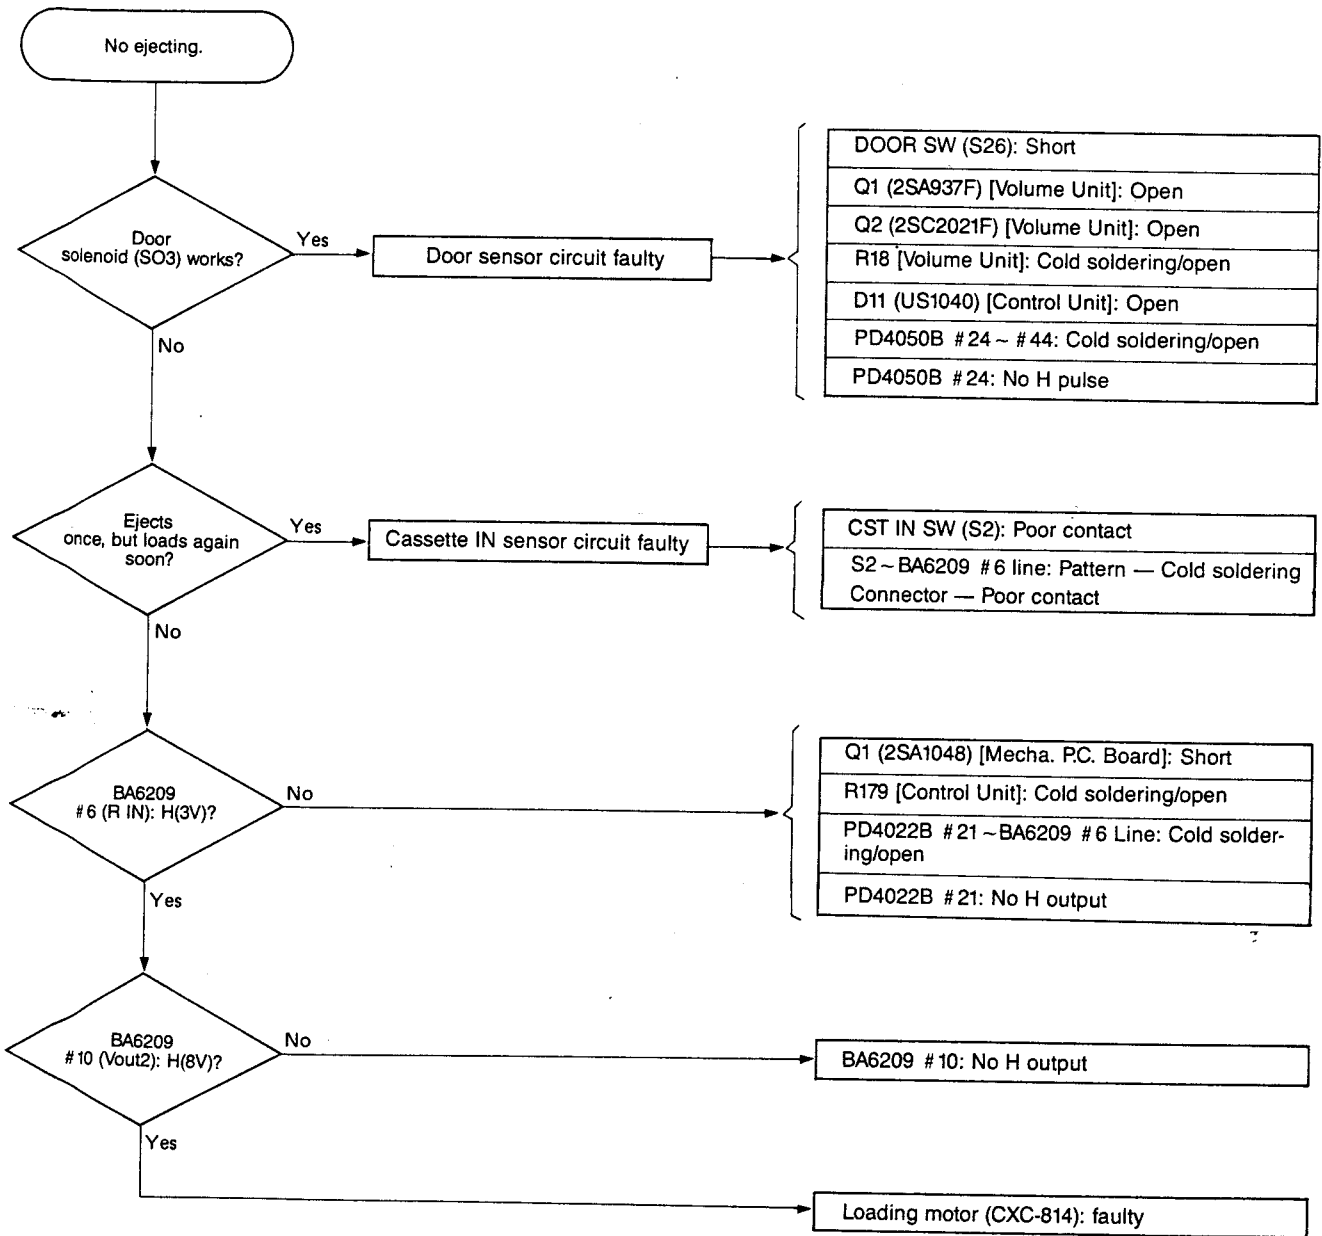 No ejecting.
Door
solenoid (SO3) works?
Yes
Door sensor circuit faulty
DOOR SW (S26): Short
Q1 (2SA937F) [Volume Unit]: Open
Q2 (2SC2021F) [Volume Unit]: Open
R18 [Volume Unit]: Cold soldering/open
D11 (US1040) [Control Unit]: Open
PD4050B #24 ~ #44: Cold soldering/open
PD4050B #24: No H pulse
No
Ejects
once, but loads again
soon?
Yes
Cassette IN sensor circuit faulty
CST IN SW (S2): Poor contact
S2 ~ BA6209 #6 line: Pattern — Cold soldering
Connector — Poor contact
No
BA6209
#6 (R IN): H(3V)?
No
Q1 (2SA1048) [Mecha. P.C. Board]: Short
R179 [Control Unit]: Cold soldering/open
PD4022B #21 ~ BA6209 #6 Line: Cold solder-
ing/open
PD4022B #21: No H output
Yes
BA6209
#10 (Vout2): H(8V)?
No
BA6209 #10: No H output
Yes
Loading motor (CXC-814): faulty